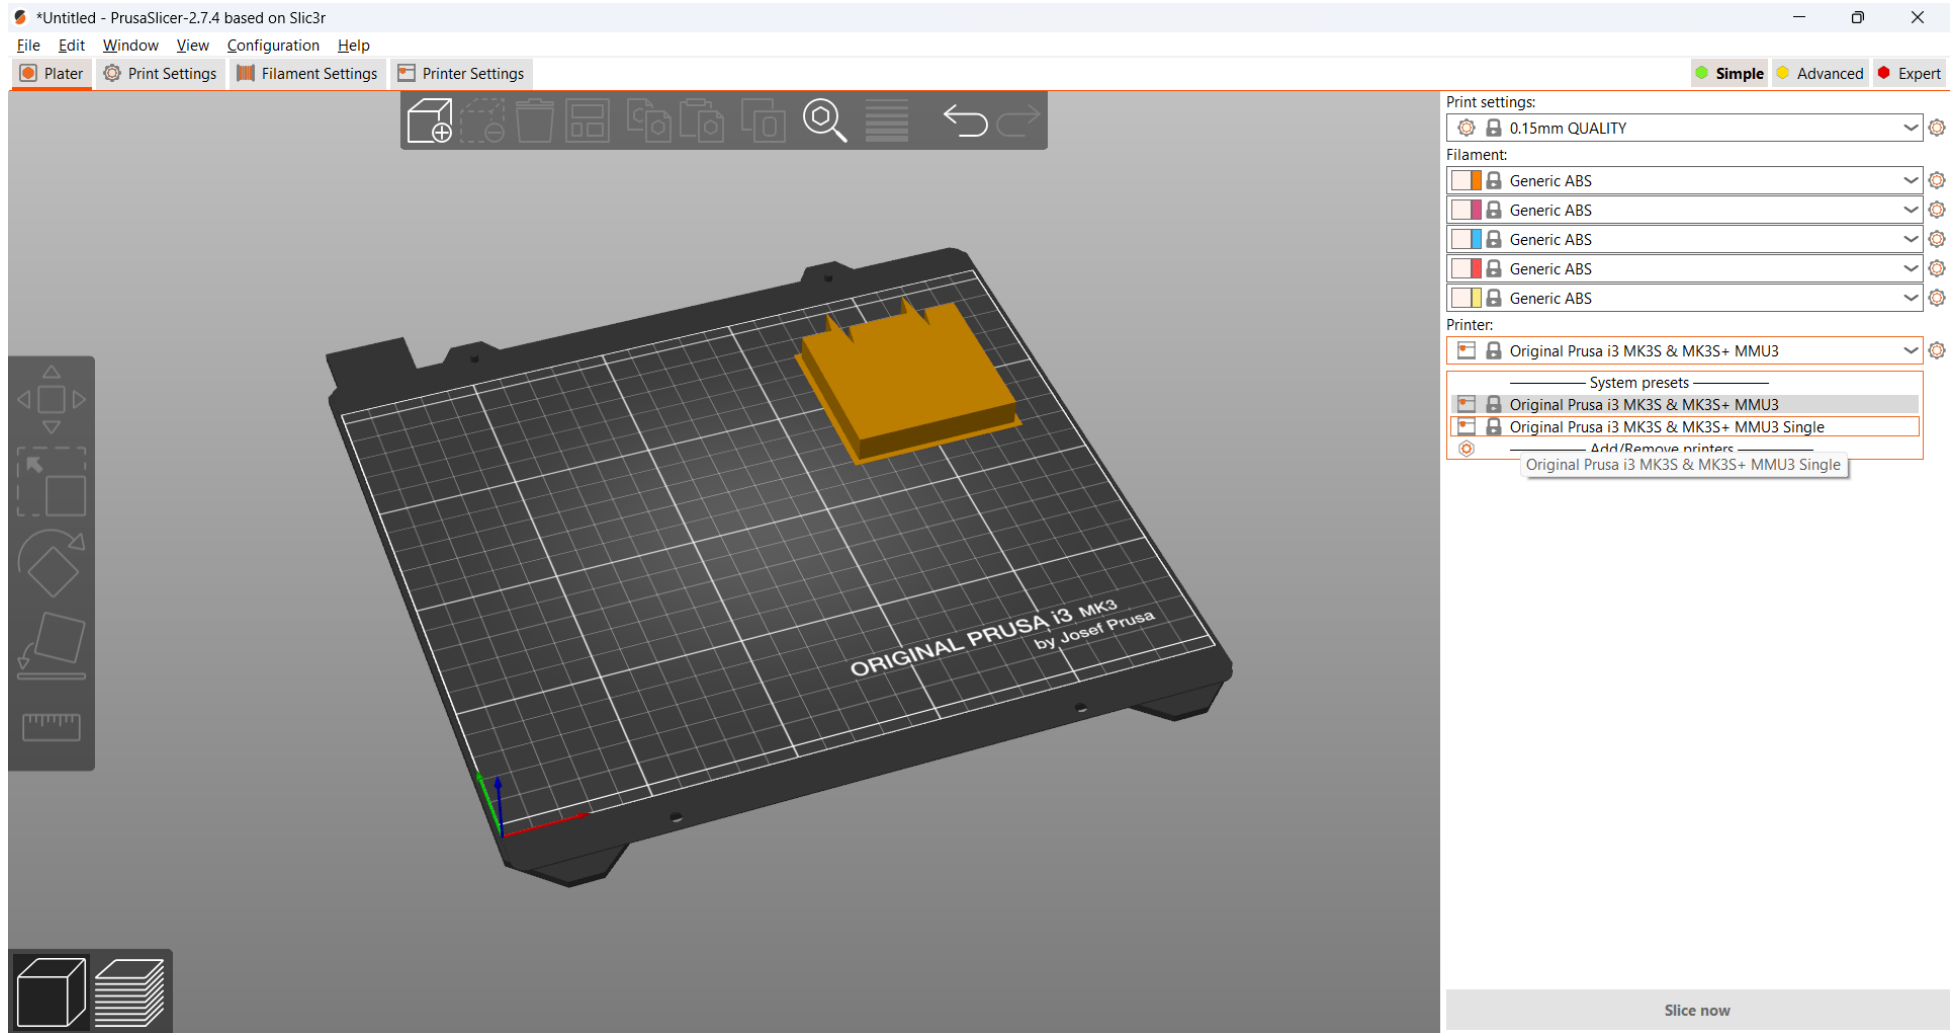 *Untitled - PrusaSlicer-2.7.4 based on Slic3r
File Edit Window View Configuration Help
Plater Print Settings Filament Settings Printer Settings Simple Advanced Expert
Print settings:
0.15mm QUALITY
Filament:
Generic ABS
Generic ABS
Generic ABS
Generic ABS
Generic ABS
Printer:
Original Prusa i3 MK3S & MK3S+ MMU3
System presets
Original Prusa i3 MK3S & MK3S+ MMU3
Original Prusa i3 MK3S & MK3S+ MMU3 Single
Add/Remove printers
Original Prusa i3 MK3S & MK3S+ MMU3 Single
ORIGINAL PRUSA i3 MK3
by Josef Prusa
Slice now